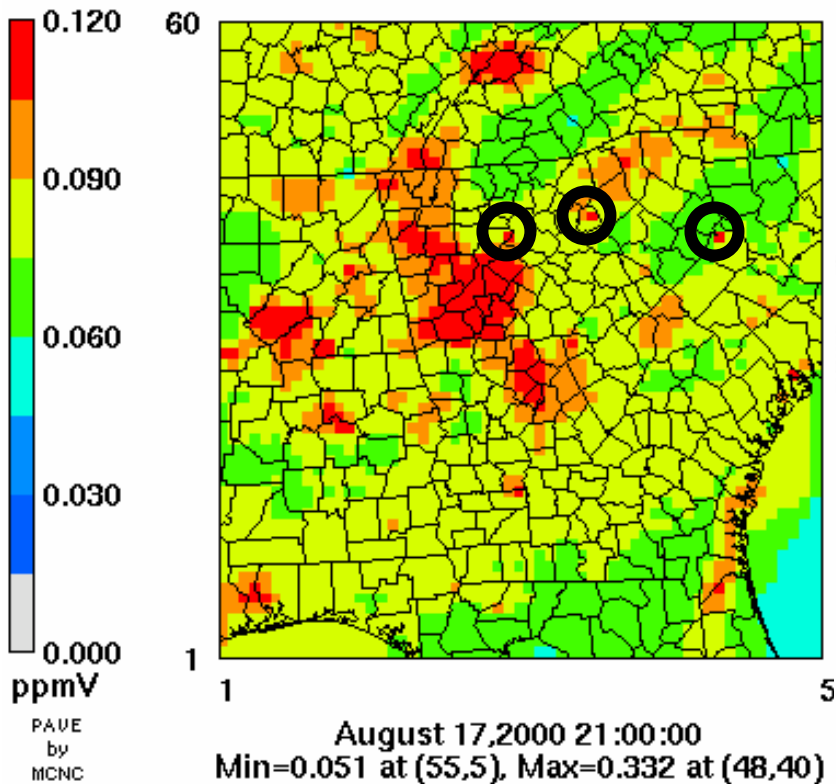 0.120
0.090
0.060
0.030
0.000
ppmV
PAVE
by
MCNC
60
1
1
5
August 17,2000 21:00:00
Min=0.051 at (55,5), Max=0.332 at (48,40)